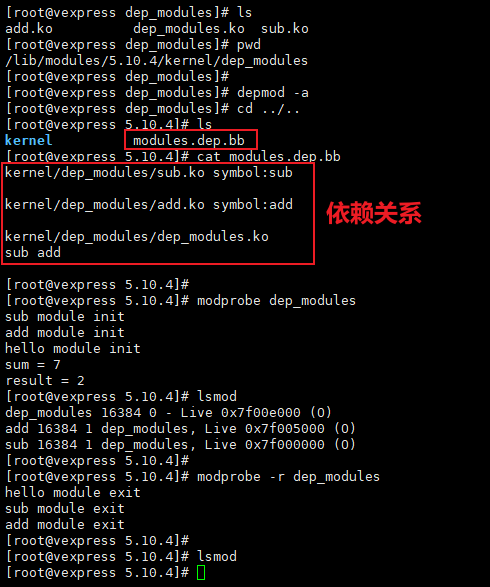 [root@vexpress dep_modules]# ls
add.ko          dep_modules.ko  sub.ko
[root@vexpress dep_modules]# pwd
/lib/modules/5.10.4/kernel/dep_modules
[root@vexpress dep_modules]#
[root@vexpress dep_modules]# depmod -a
[root@vexpress dep_modules]# cd ../..
[root@vexpress 5.10.4]# ls
kernel          modules.dep.bb
[root@vexpress 5.10.4]# cat modules.dep.bb
kernel/dep_modules/sub.ko symbol:sub
kernel/dep_modules/add.ko symbol:add
依赖关系
kernel/dep_modules/dep_modules.ko
sub add
[root@vexpress 5.10.4]#
[root@vexpress 5.10.4]# modprobe dep_modules
sub module init
add module init
hello module init
sum = 7
result = 2
[root@vexpress 5.10.4]# lsmod
dep_modules 16384 0 - Live 0x7f00e000 (O)
add 16384 1 dep_modules, Live 0x7f005000 (O)
sub 16384 1 dep_modules, Live 0x7f000000 (O)
[root@vexpress 5.10.4]#
[root@vexpress 5.10.4]# modprobe -r dep_modules
hello module exit
sub module exit
add module exit
[root@vexpress 5.10.4]#
[root@vexpress 5.10.4]# lsmod
[root@vexpress 5.10.4]#